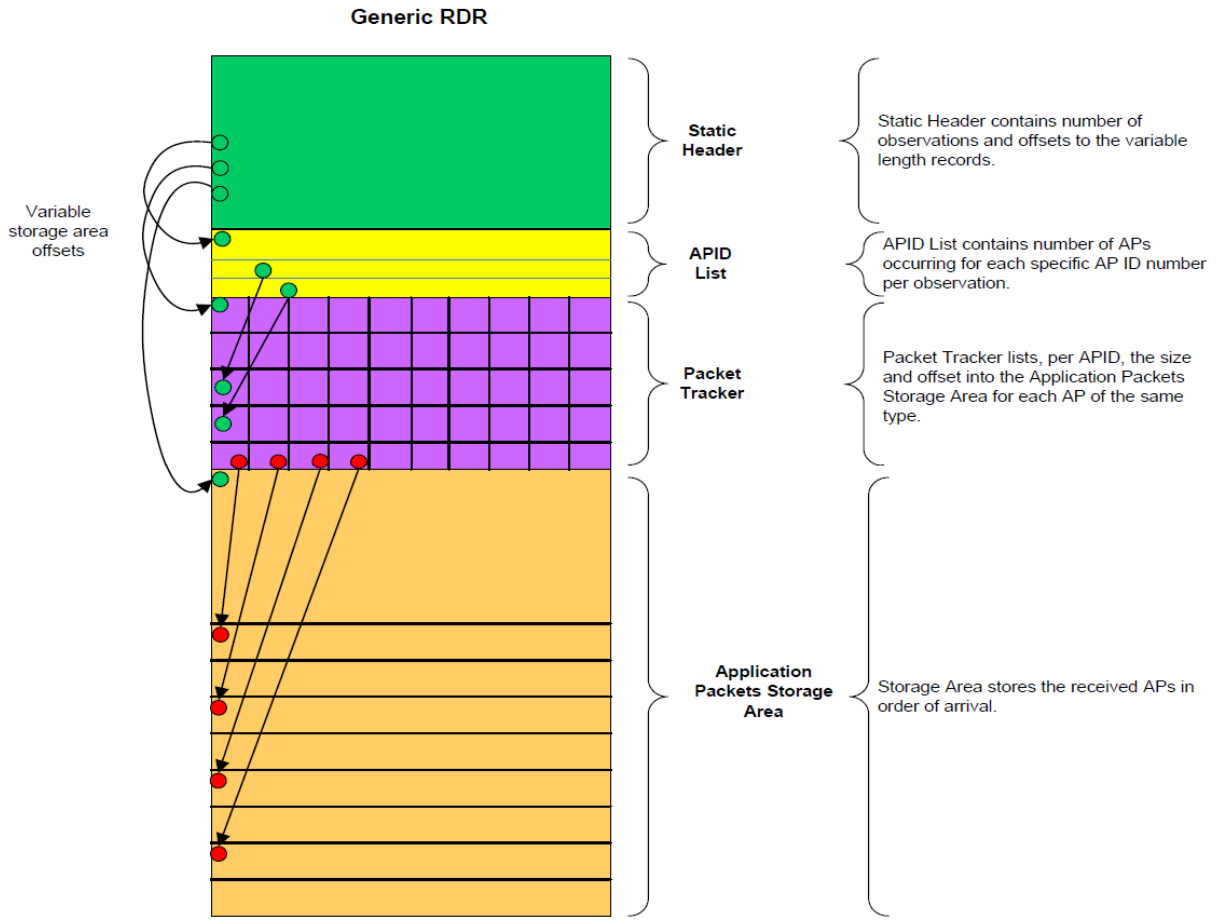 Generic RDR
Variable
storage area
offsets
Static
Header
Static Header contains number of
observations and offsets to the variable
length records.
APID
List
APID List contains number of APs
occurring for each specific AP ID number
per observation.
Packet
Tracker
Packet Tracker lists, per APID, the size
and offset into the Application Packets
Storage Area for each AP of the same
type.
Application
Packets Storage
Area
Storage Area stores the received APs in
order of arrival.